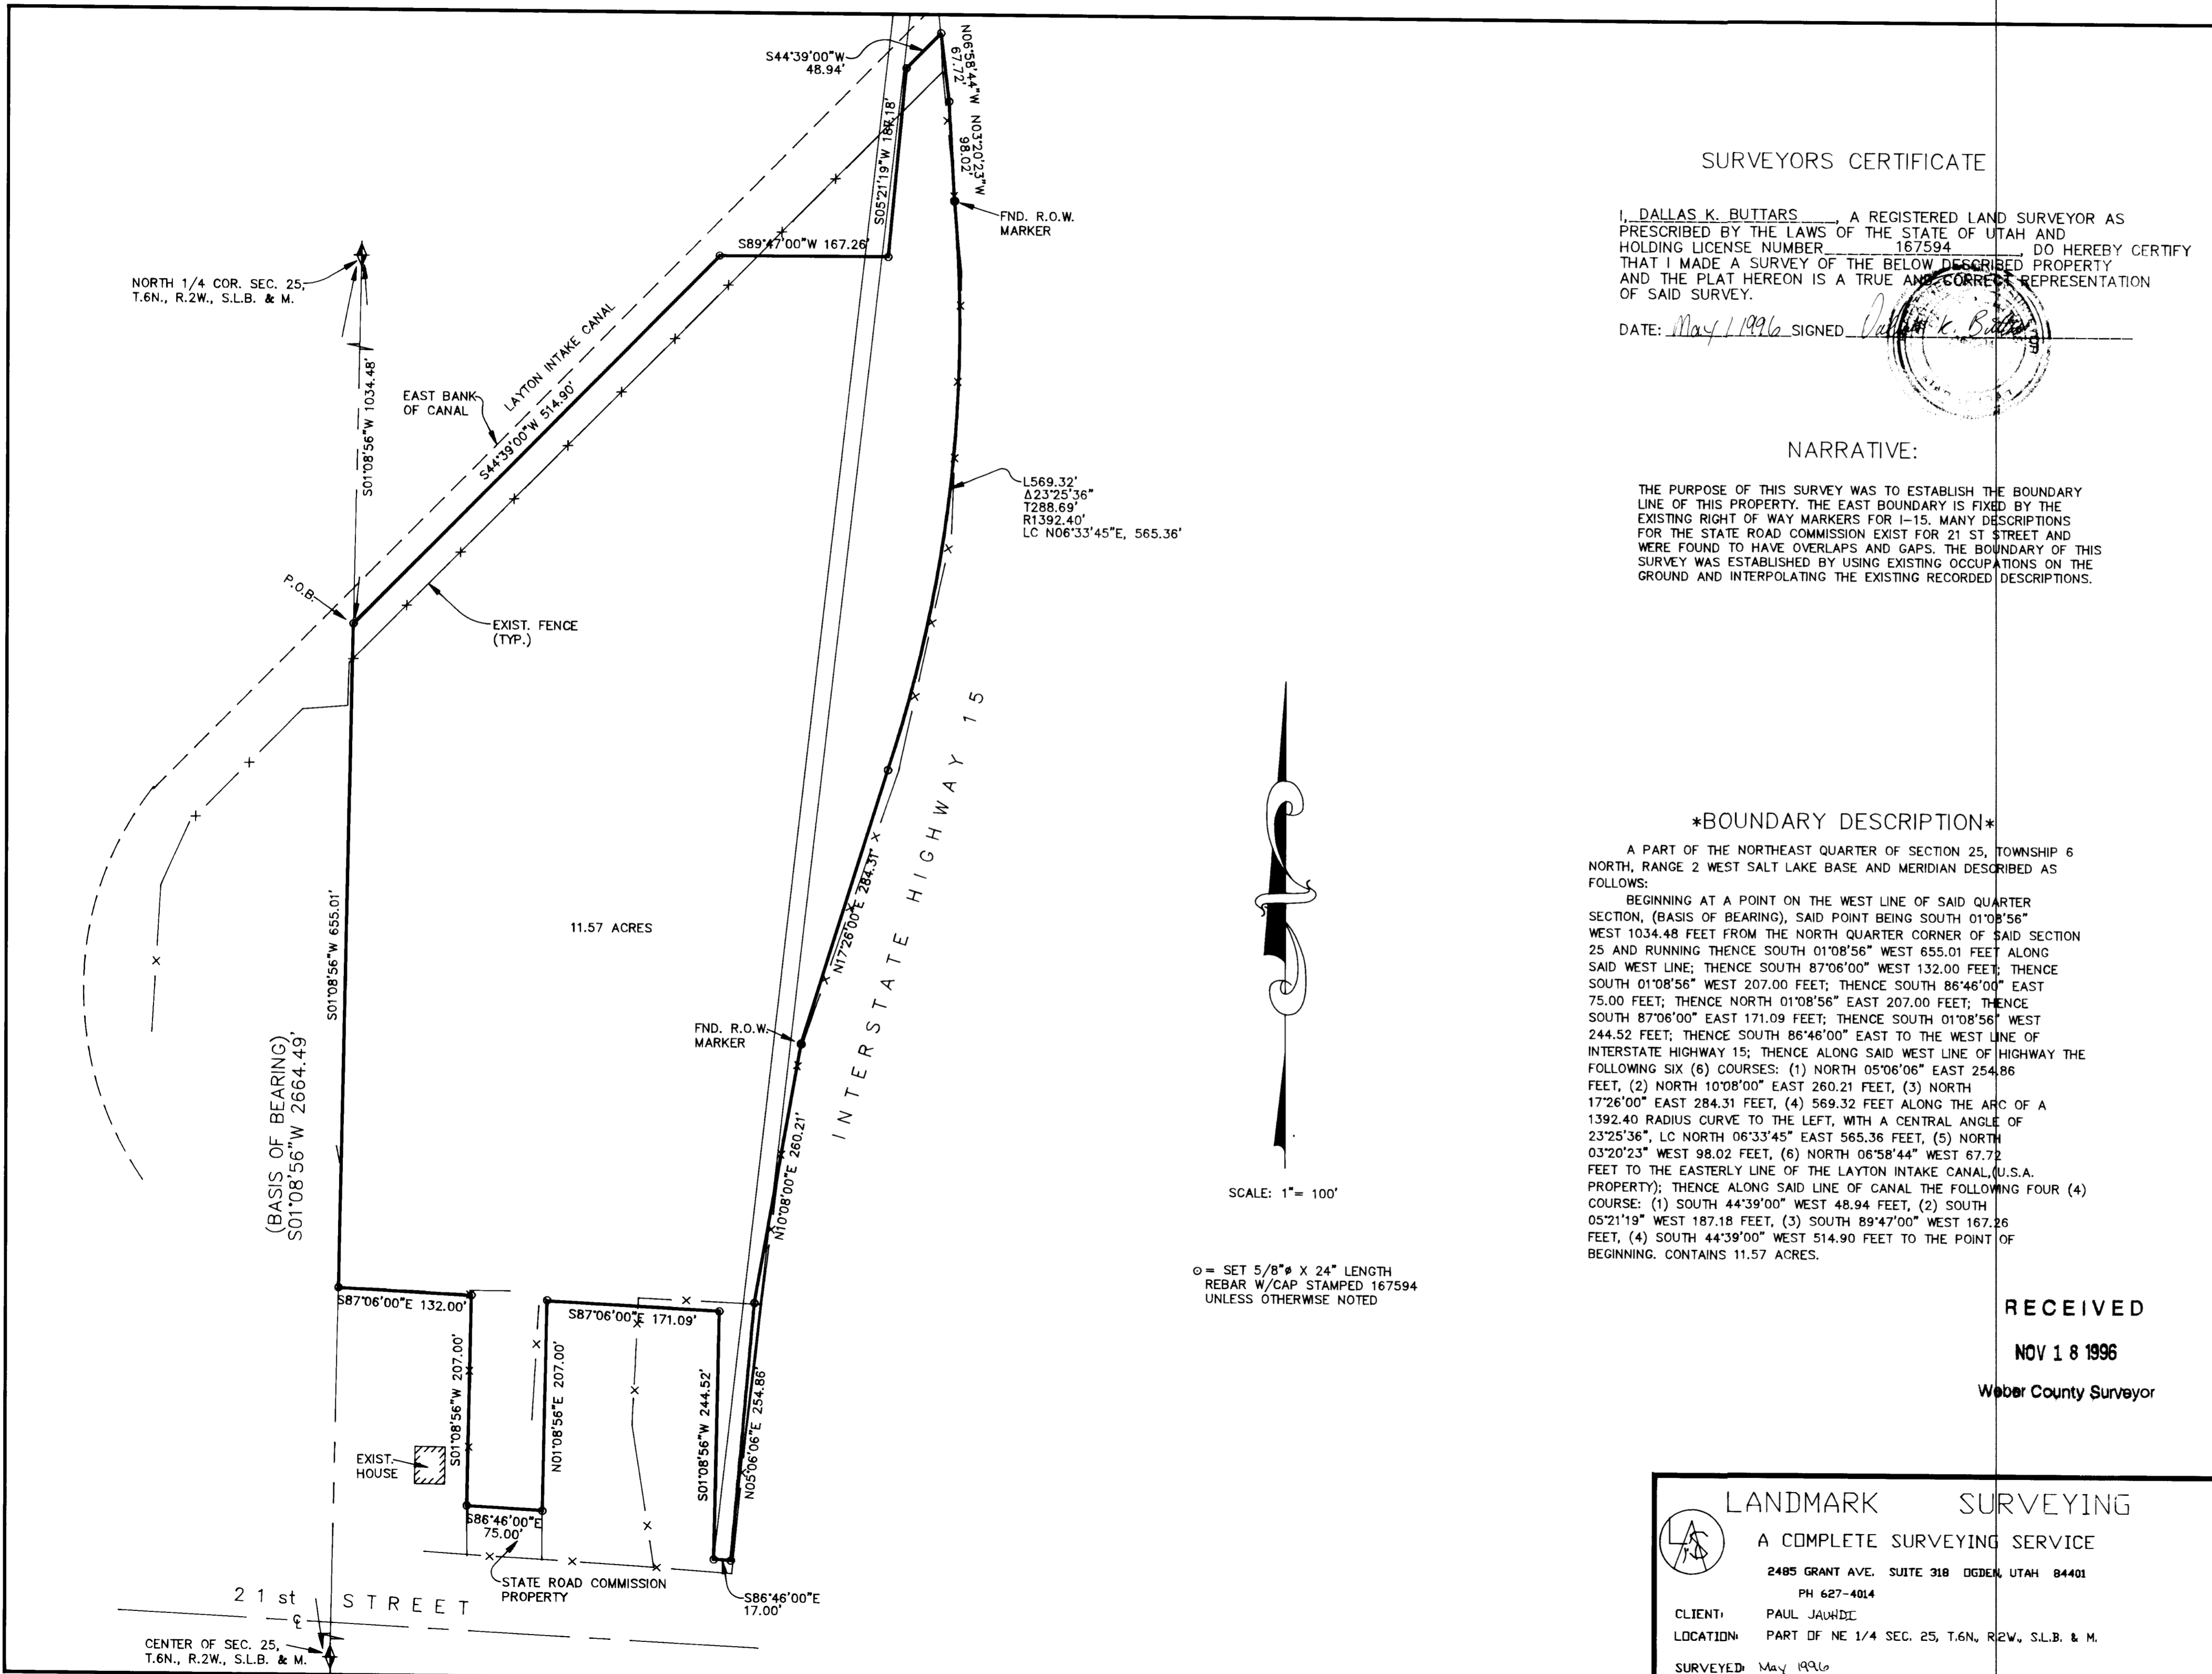 S44°39'00"W
48.94'
N06°58'44"W N03°20'23"W
67.72' 98.02'
S05°21'19"W 187.18'
FND. R.O.W.
MARKER
S89°47'00"W 167.26'
NORTH 1/4 COR. SEC. 25,
T.6N., R.2W., S.L.B. & M.
S01°08'56"W 1034.48'
EAST BANK
OF CANAL
LAYTON INTAKE CANAL
S44°39'00"W 514.90'
L569.32'
Δ23°25'36"
T288.69'
R1392.40'
LC N06°33'45"E, 565.36'
P.O.B.
EXIST. FENCE
(TYP.)
INTERSTATE HIGHWAY 15
S01°08'56"W 655.01'
11.57 ACRES
N17°26'00"E 284.31'
FND. R.O.W.
MARKER
(BASIS OF BEARING)
S01°08'56"W 2664.49'
N10°08'00"E 260.21'
S87°06'00"E 132.00'
S87°06'00"E 171.09'
S01°08'56"W 207.00'
N01°08'56"E 207.00'
S01°08'56"W 244.52'
N05°06'06"E 254.86'
EXIST.
HOUSE
S86°46'00"E
75.00'
STATE ROAD COMMISSION
PROPERTY
S86°46'00"E
17.00'
21st STREET
℄
CENTER OF SEC. 25,
T.6N., R.2W., S.L.B. & M.
SCALE: 1"= 100'
⊙= SET 5/8"ø X 24" LENGTH
REBAR W/CAP STAMPED 167594
UNLESS OTHERWISE NOTED
SURVEYORS CERTIFICATE
I, DALLAS K. BUTTARS, A REGISTERED LAND SURVEYOR AS
PRESCRIBED BY THE LAWS OF THE STATE OF UTAH AND
HOLDING LICENSE NUMBER 167594, DO HEREBY CERTIFY
THAT I MADE A SURVEY OF THE BELOW DESCRIBED PROPERTY
AND THE PLAT HEREON IS A TRUE AND CORRECT REPRESENTATION
OF SAID SURVEY.
DATE: May 1 1996 SIGNED
NARRATIVE:
THE PURPOSE OF THIS SURVEY WAS TO ESTABLISH THE BOUNDARY
LINE OF THIS PROPERTY. THE EAST BOUNDARY IS FIXED BY THE
EXISTING RIGHT OF WAY MARKERS FOR I-15. MANY DESCRIPTIONS
FOR THE STATE ROAD COMMISSION EXIST FOR 21 ST STREET AND
WERE FOUND TO HAVE OVERLAPS AND GAPS. THE BOUNDARY OF THIS
SURVEY WAS ESTABLISHED BY USING EXISTING OCCUPATIONS ON THE
GROUND AND INTERPOLATING THE EXISTING RECORDED DESCRIPTIONS.
*BOUNDARY DESCRIPTION*
A PART OF THE NORTHEAST QUARTER OF SECTION 25, TOWNSHIP 6
NORTH, RANGE 2 WEST SALT LAKE BASE AND MERIDIAN DESCRIBED AS
FOLLOWS:
BEGINNING AT A POINT ON THE WEST LINE OF SAID QUARTER
SECTION, (BASIS OF BEARING), SAID POINT BEING SOUTH 01°08'56"
WEST 1034.48 FEET FROM THE NORTH QUARTER CORNER OF SAID SECTION
25 AND RUNNING THENCE SOUTH 01°08'56" WEST 655.01 FEET ALONG
SAID WEST LINE; THENCE SOUTH 87°06'00" WEST 132.00 FEET; THENCE
SOUTH 01°08'56" WEST 207.00 FEET; THENCE SOUTH 86°46'00" EAST
75.00 FEET; THENCE NORTH 01°08'56" EAST 207.00 FEET; THENCE
SOUTH 87°06'00" EAST 171.09 FEET; THENCE SOUTH 01°08'56" WEST
244.52 FEET; THENCE SOUTH 86°46'00" EAST TO THE WEST LINE OF
INTERSTATE HIGHWAY 15; THENCE ALONG SAID WEST LINE OF HIGHWAY THE
FOLLOWING SIX (6) COURSES: (1) NORTH 05°06'06" EAST 254.86
FEET, (2) NORTH 10°08'00" EAST 260.21 FEET, (3) NORTH
17°26'00" EAST 284.31 FEET, (4) 569.32 FEET ALONG THE ARC OF A
1392.40 RADIUS CURVE TO THE LEFT, WITH A CENTRAL ANGLE OF
23°25'36", LC NORTH 06°33'45" EAST 565.36 FEET, (5) NORTH
03°20'23" WEST 98.02 FEET, (6) NORTH 06°58'44" WEST 67.72
FEET TO THE EASTERLY LINE OF THE LAYTON INTAKE CANAL,(U.S.A.
PROPERTY); THENCE ALONG SAID LINE OF CANAL THE FOLLOWING FOUR (4)
COURSE: (1) SOUTH 44°39'00" WEST 48.94 FEET, (2) SOUTH
05°21'19" WEST 187.18 FEET, (3) SOUTH 89°47'00" WEST 167.26
FEET, (4) SOUTH 44°39'00" WEST 514.90 FEET TO THE POINT OF
BEGINNING. CONTAINS 11.57 ACRES.
RECEIVED
NOV 18 1996
Weber County Surveyor
LANDMARK SURVEYING
A COMPLETE SURVEYING SERVICE
2485 GRANT AVE. SUITE 318 OGDEN, UTAH 84401
PH 627-4014
CLIENT: PAUL
LOCATION: PART OF NE 1/4 SEC. 25, T.6N., R.2W., S.L.B. & M.
SURVEYED: May 1996